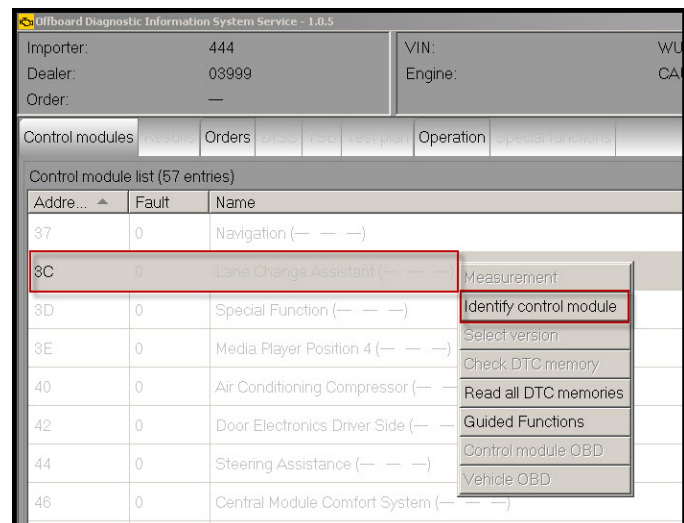 Offboard Diagnostic Information System Service - 1.0.5
Importer: 444 VIN: WU
Dealer: 03999 Engine: CAU
Order: —
Control modules Results Orders DISS TSB Test plan Operation Special functions
Control module list (57 entries)
Addre... Fault Name
37 0 Navigation (— — —)
3C 0 Lane Change Assistant (—
Measurement
Identify control module
3D 0 Special Function (— — —)
Select version
3E 0 Media Player Position 4 (— — —)
Check DTC memory
40 0 Air Conditioning Compressor (— —
Read all DTC memories
42 0 Door Electronics Driver Side (— —
Guided Functions
Control module OBD
44 0 Steering Assistance (— — —)
Vehicle OBD
46 0 Central Module Comfort System (— — —)